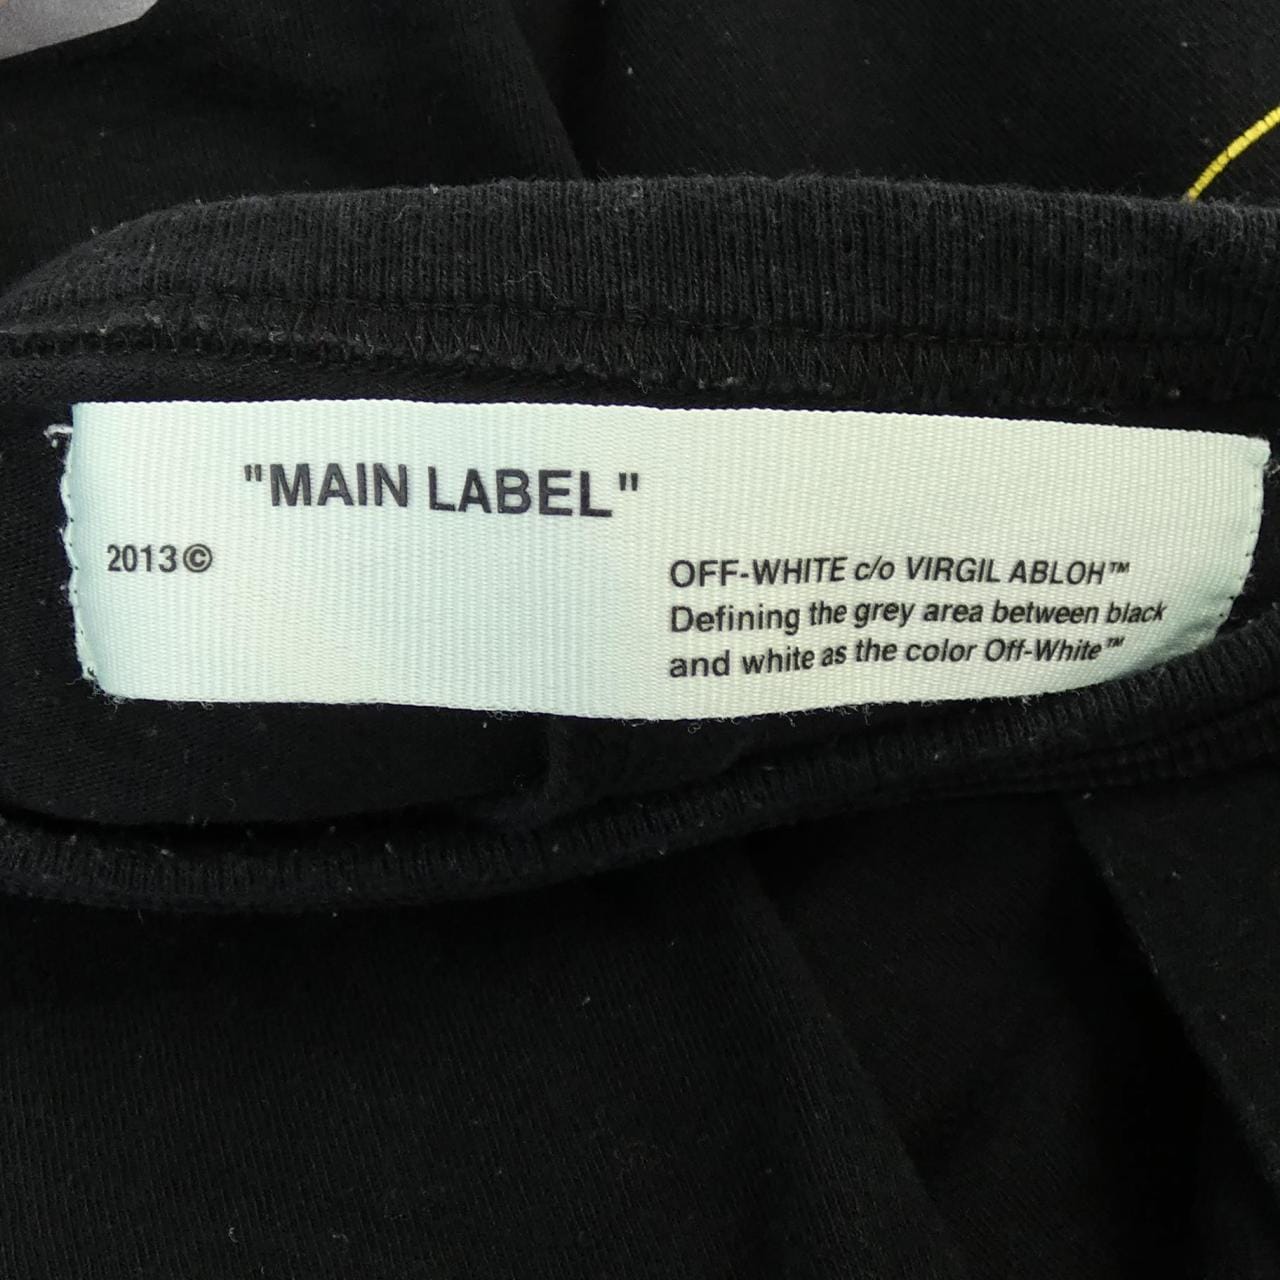 "MAIN LABEL"
2013©
OFF-WHITE c/o VIRGIL ABLOH™
Defining the grey area between black
and white as the color Off-White™